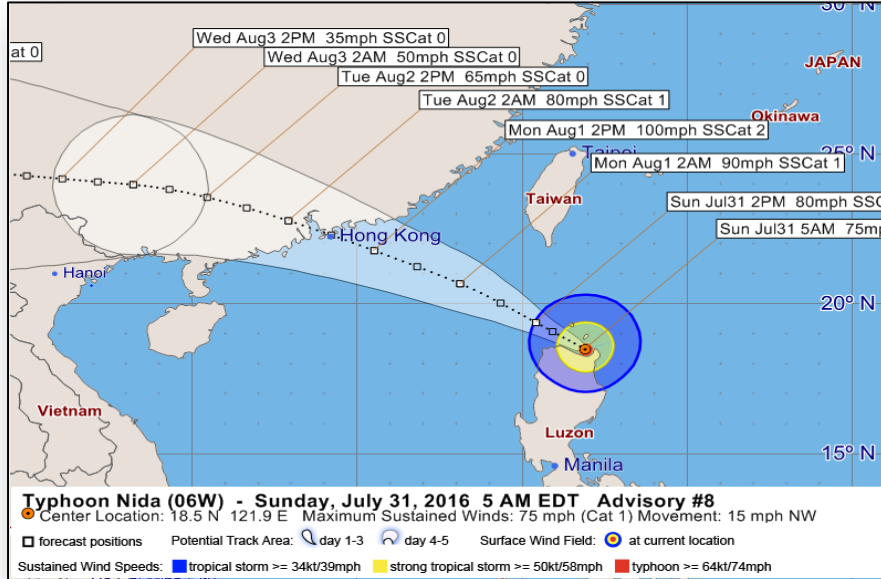 30° N
Wed Aug3 2PM 35mph SSCat 0
at 0
Wed Aug3 2AM 50mph SSCat 0
JAPAN
Tue Aug2 2PM 65mph SSCat 0
Tue Aug2 2AM 80mph SSCat 1
Okinawa
Mon Aug1 2PM 100mph SSCat 2
Taipei
25° N
Mon Aug1 2AM 90mph SSCat 1
Taiwan
Sun Jul31 2PM 80mph SSC
Sun Jul31 5AM 75mp
Hong Kong
Hanoi
20° N
Vietnam
Luzon
15° N
Manila
Typhoon Nida (06W) - Sunday, July 31, 2016 5 AM EDT Advisory #8
Center Location: 18.5 N 121.9 E Maximum Sustained Winds: 75 mph (Cat 1) Movement: 15 mph NW
forecast positions Potential Track Area: day 1-3 day 4-5 Surface Wind Field: at current location
Sustained Wind Speeds: tropical storm >= 34kt/39mph strong tropical storm >= 50kt/58mph typhoon >= 64kt/74mph